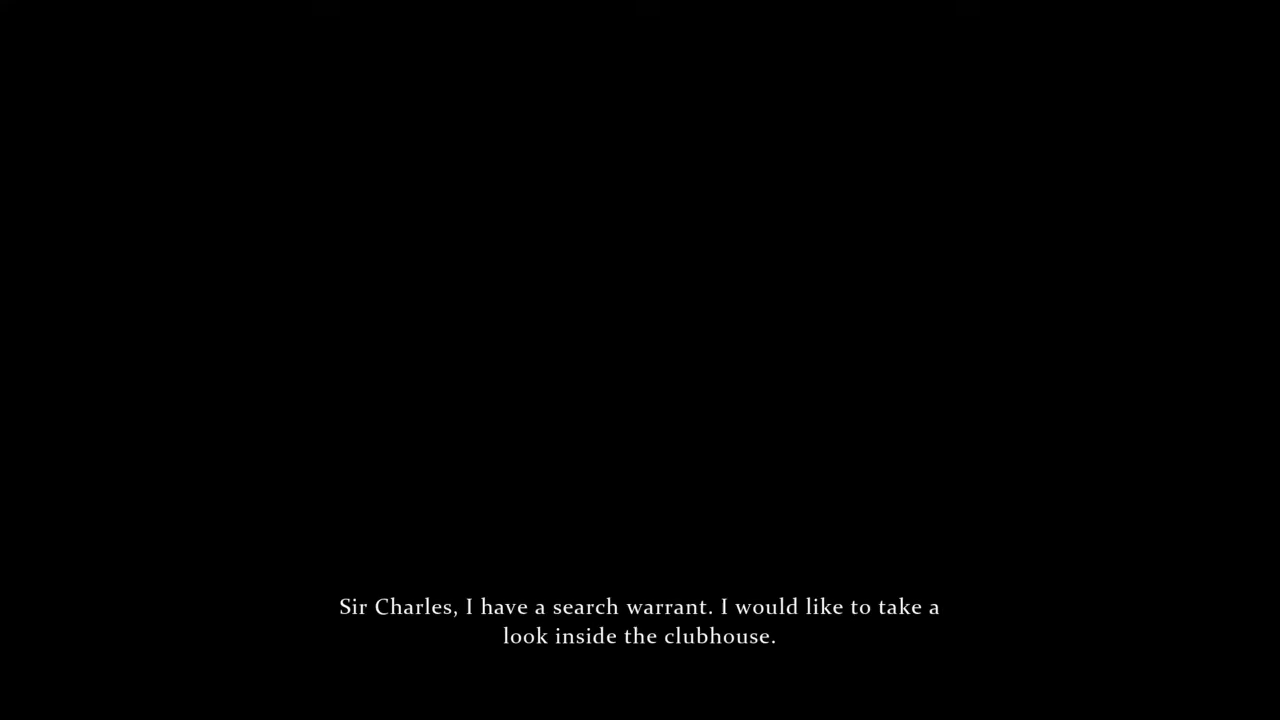 Sir Charles, I have a search warrant. I would like to take a
look inside the clubhouse.